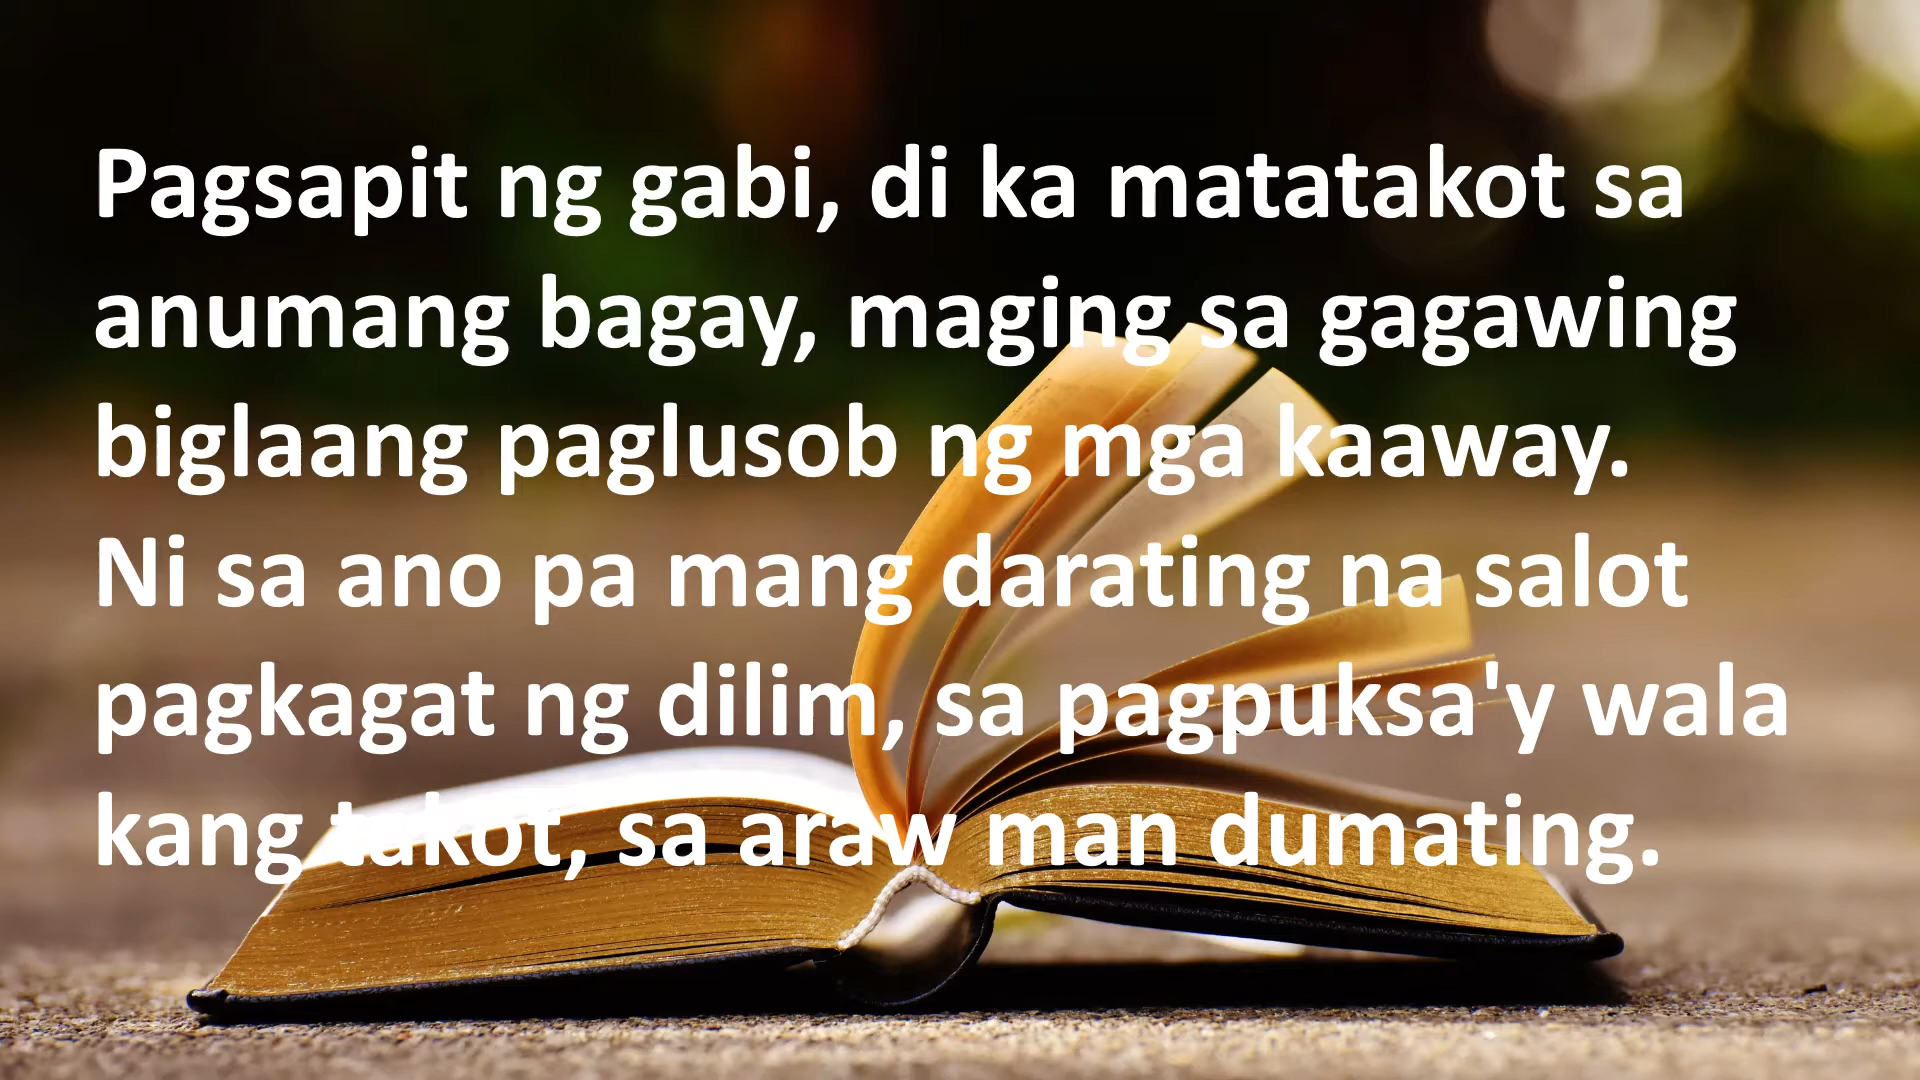 Pagsapit ng gabi, di ka matatakot sa
anumang bagay, maging sa gagawing
biglaang paglusob ng mga kaaway.
Ni sa ano pa mang darating na salot
pagkagat ng dilim, sa pagpuksa'y wala
kang takot, sa araw man dumating.